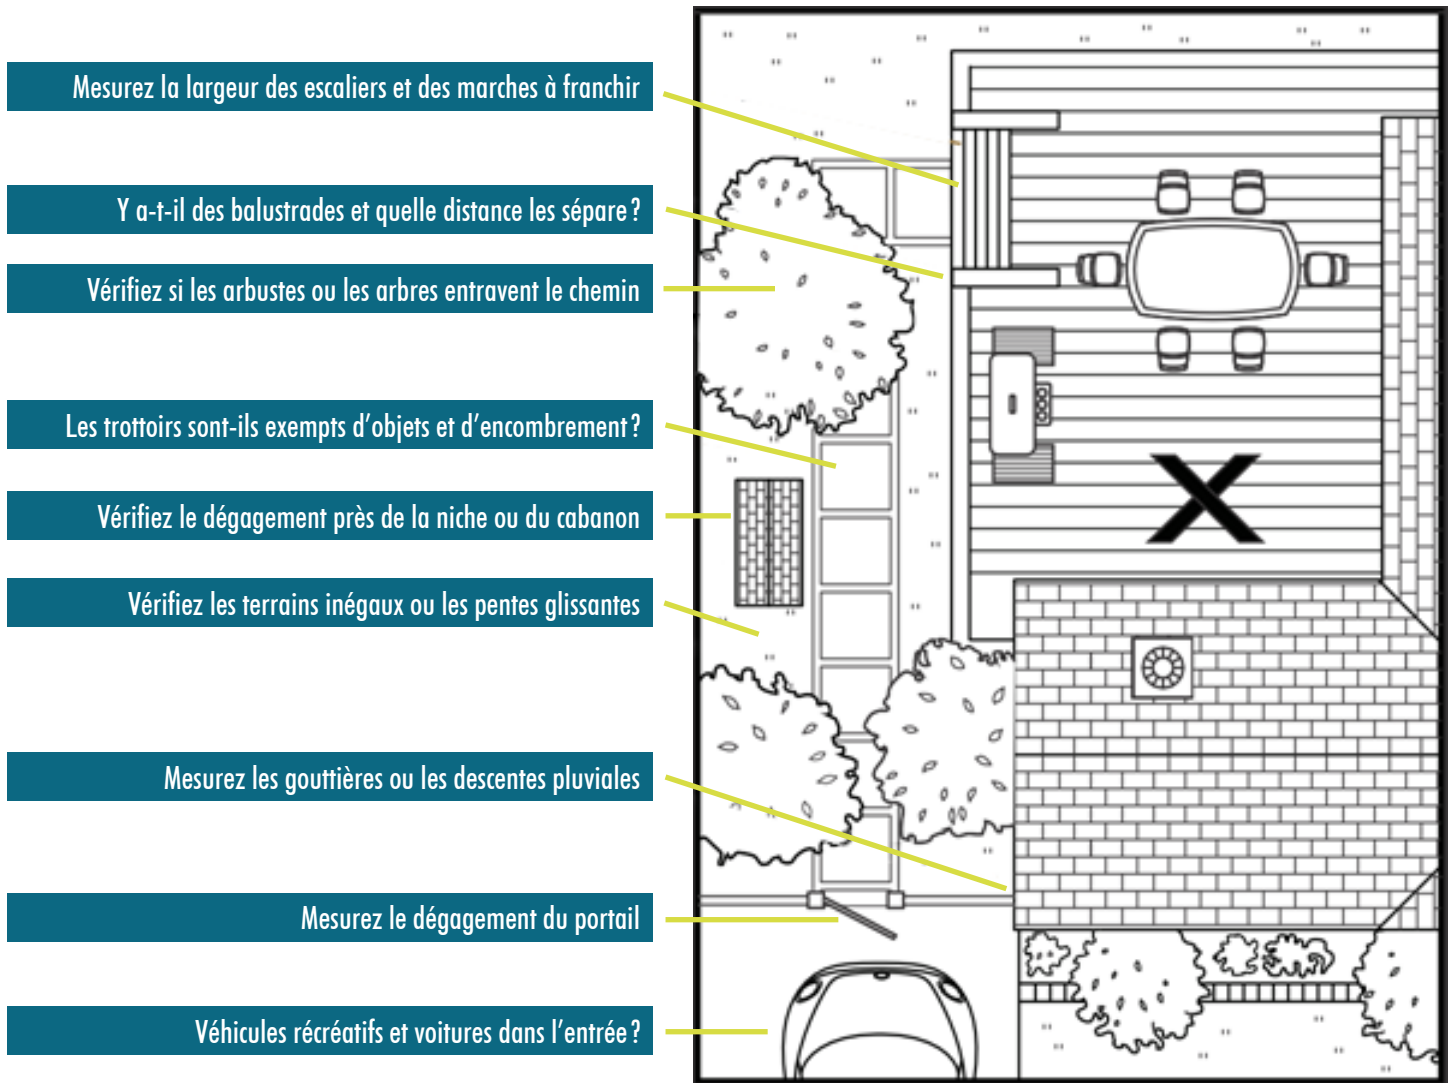 Mesurez la largeur des escaliers et des marches à franchir
Y a-t-il des balustrades et quelle distance les sépare ?
Vérifiez si les arbustes ou les arbres entravent le chemin
Les trottoirs sont-ils exempts d’objets et d’encombrement ?
Vérifiez le dégagement près de la niche ou du cabanon
Vérifiez les terrains inégaux ou les pentes glissantes
Mesurez les gouttières ou les descentes pluviales
Mesurez le dégagement du portail
Véhicules récréatifs et voitures dans l’entrée ?